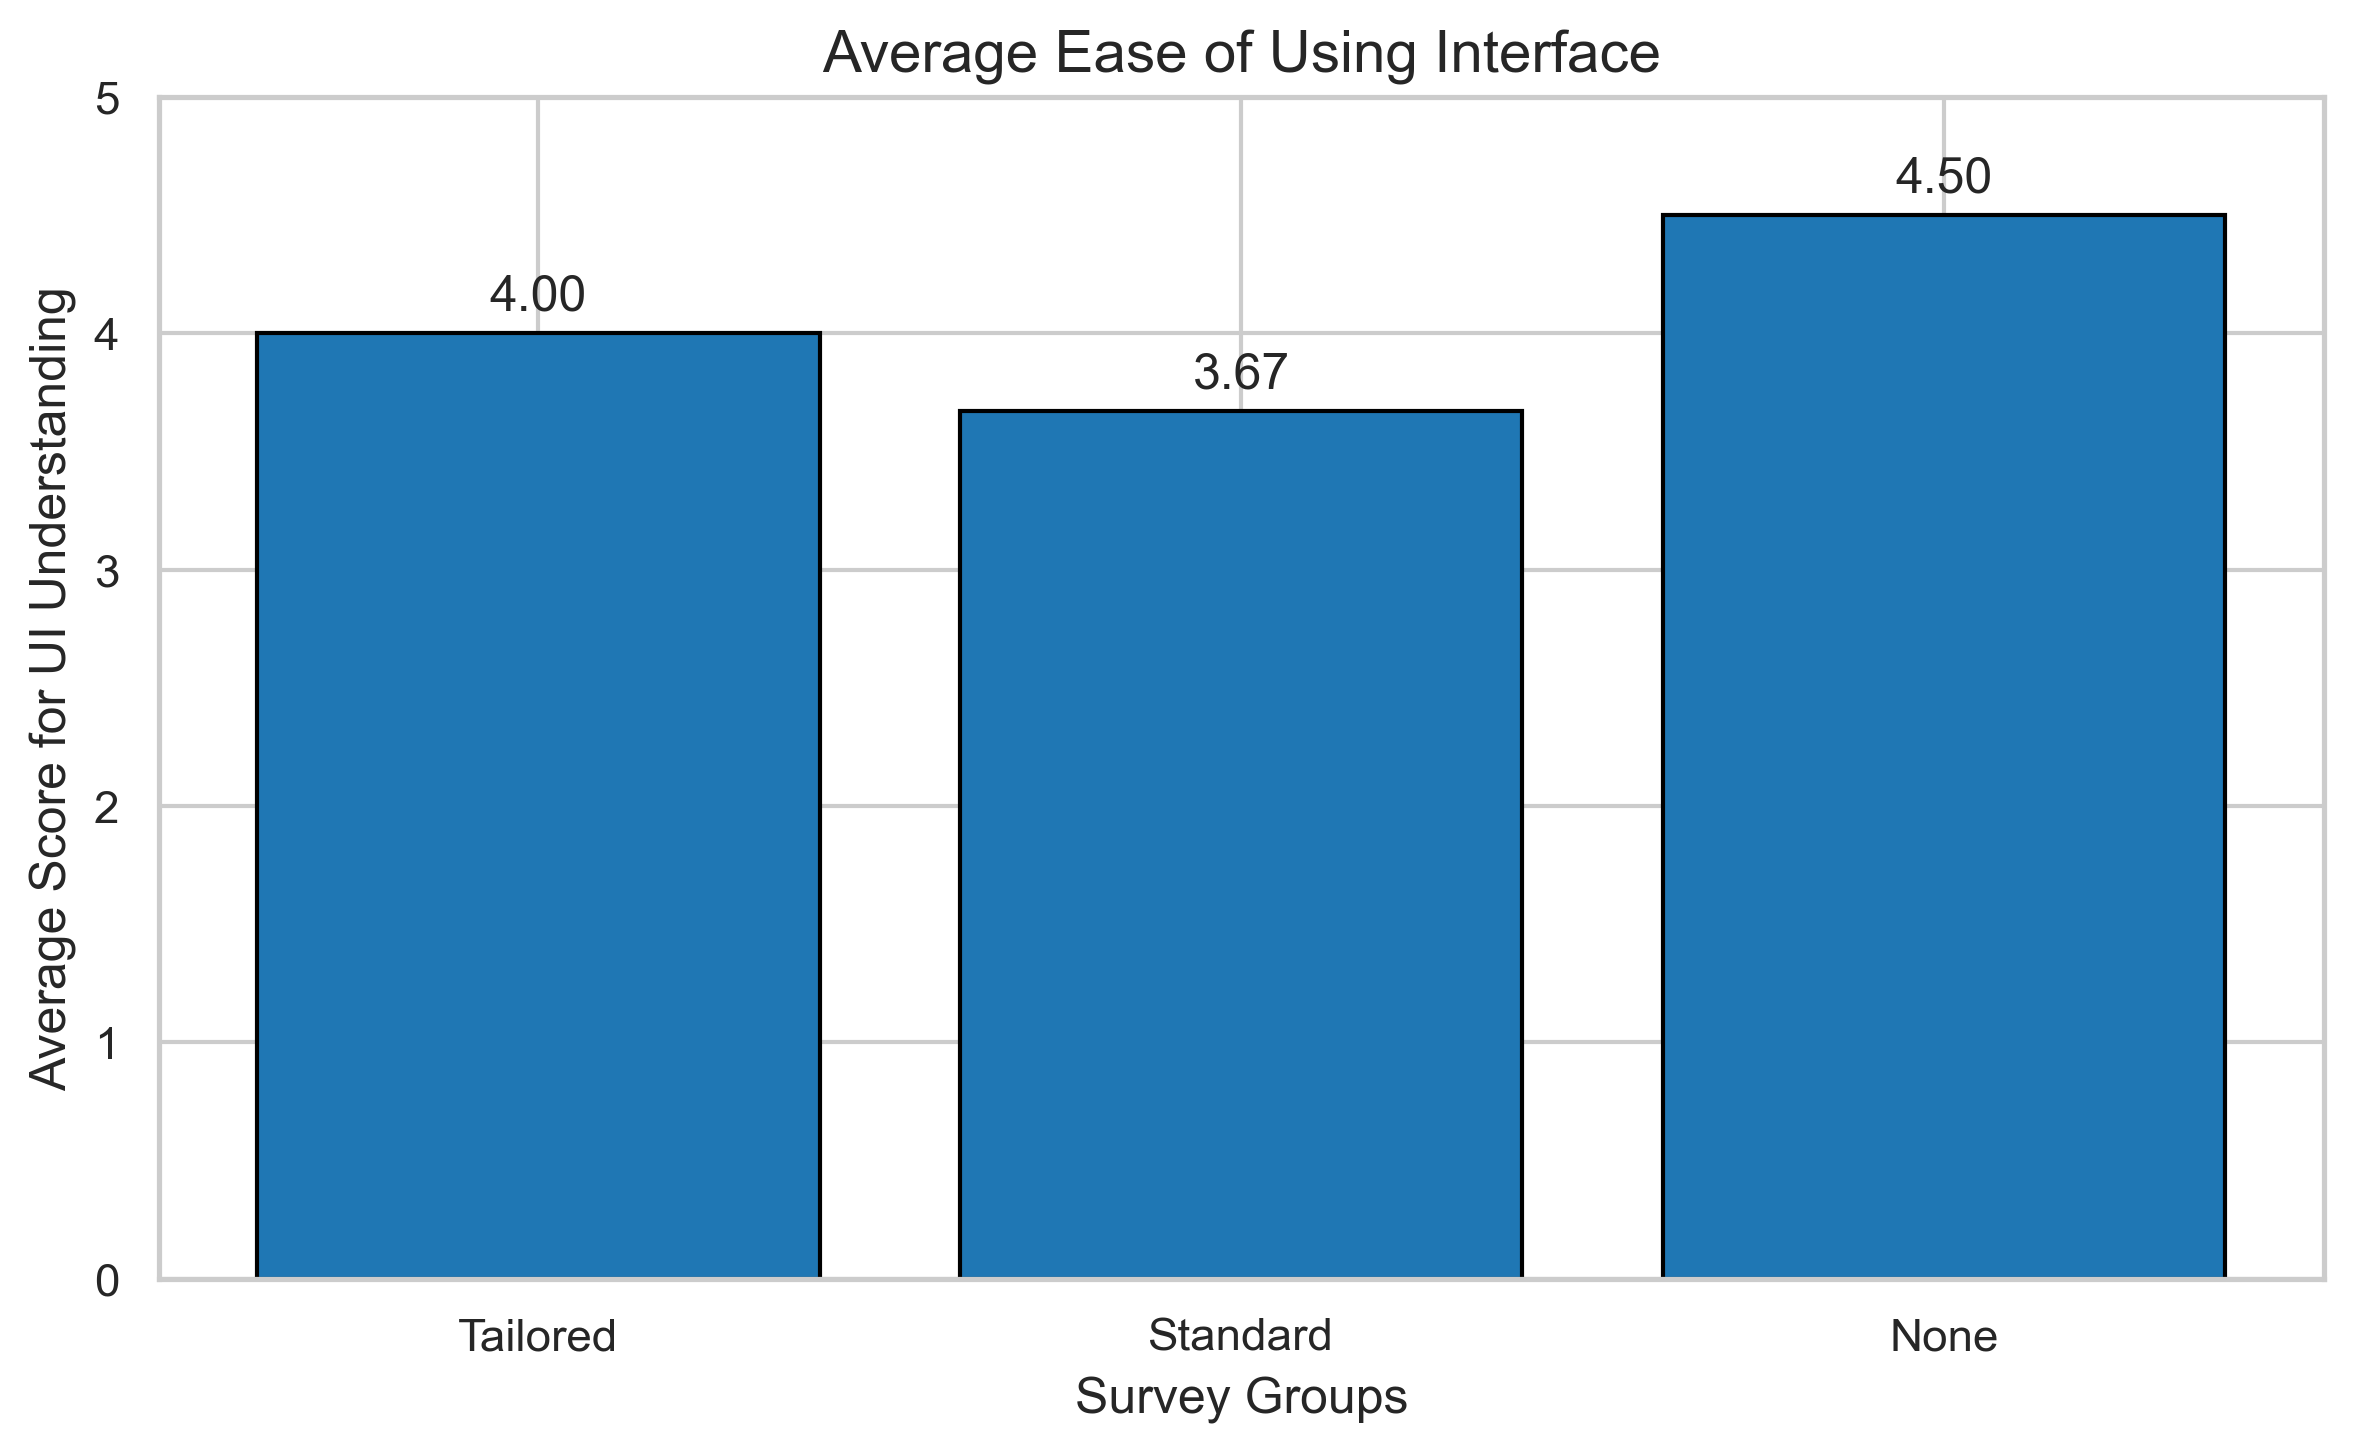 Average Ease of Using Interface
Average Score for UI Understanding
5
4
3
2
1
0
4.00
3.67
4.50
Tailored
Standard
None
Survey Groups